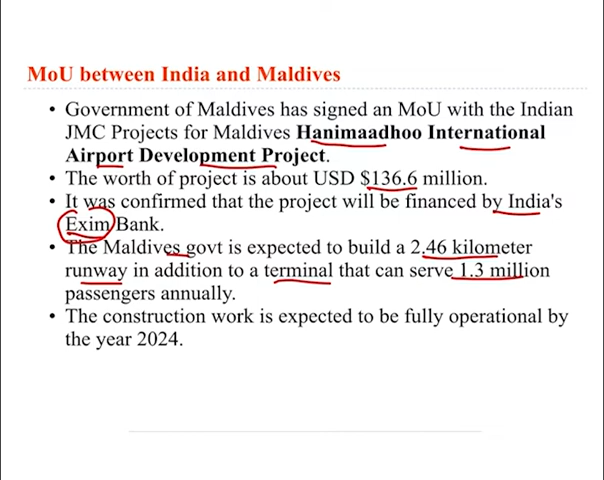 MoU between India and Maldives
• Government of Maldives has signed an MoU with the Indian
JMC Projects for Maldives Hanimaadhoo International
Airport Development Project.
• The worth of project is about USD $136.6 million.
• It was confirmed that the project will be financed by India's
Exim Bank.
• The Maldives govt is expected to build a 2.46 kilometer
runway in addition to a terminal that can serve 1.3 million
passengers annually.
• The construction work is expected to be fully operational by
the year 2024.